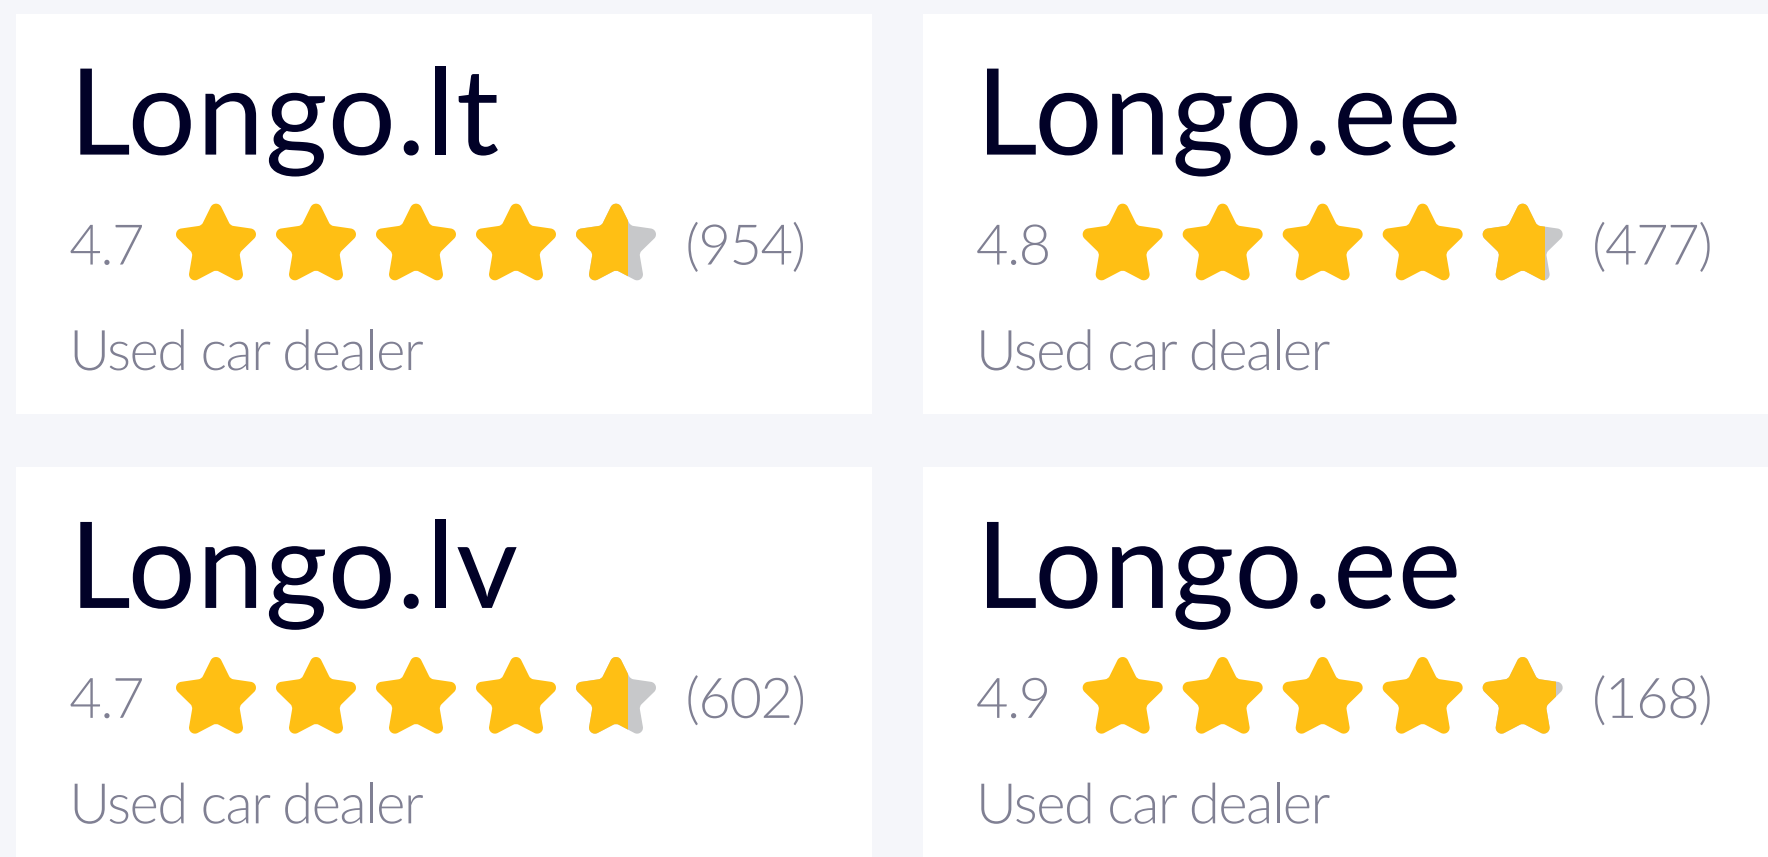 Longo.lt
4.7 (954)
Used car dealer
Longo.ee
4.8 (477)
Used car dealer
Longo.lv
4.7 (602)
Used car dealer
Longo.ee
4.9 (168)
Used car dealer